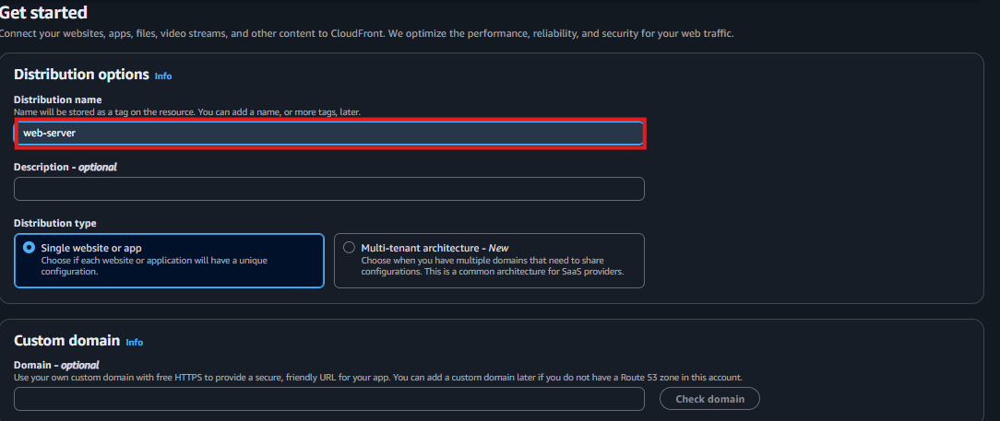 Get started
Connect your websites, apps, files, video streams, and other content to CloudFront. We optimize the performance, reliability, and security for your web traffic.
Distribution options Info
Distribution name
Name will be stored as a tag on the resource. You can add a name, or more tags, later.
web-server
Description - optional
Distribution type
Single website or app
Choose if each website or application will have a unique
configuration.
Multi-tenant architecture - New
Choose when you have multiple domains that need to share
configurations. This is a common architecture for SaaS providers.
Custom domain Info
Domain - optional
Use your own custom domain with free HTTPS to provide a secure, friendly URL for your app. You can add a custom domain later if you do not have a Route 53 zone in this account.
Check domain